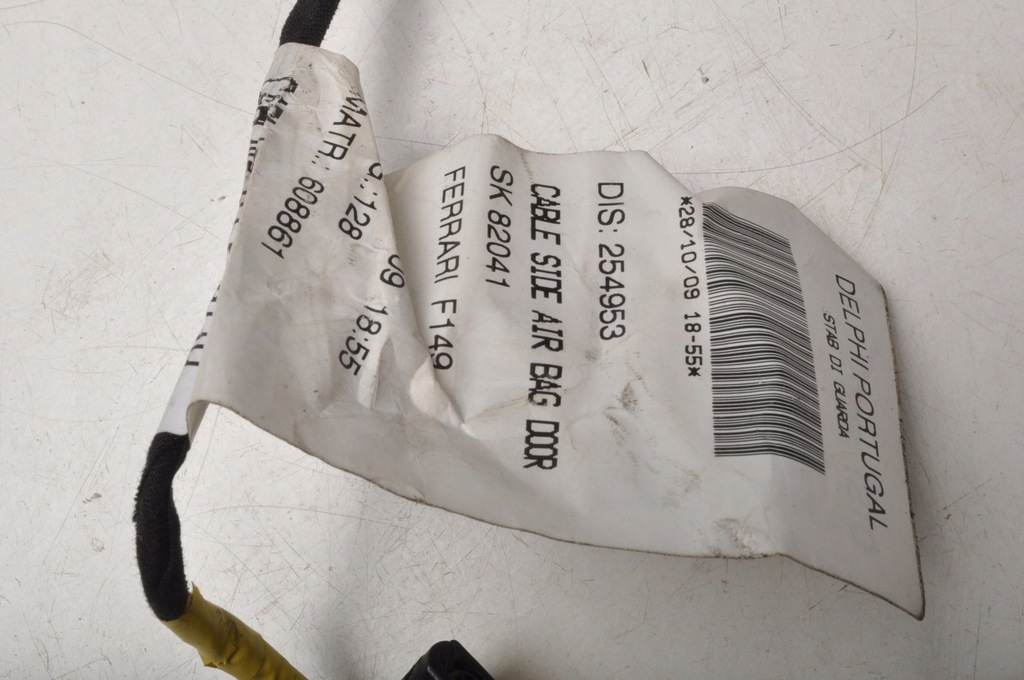 DELPHI PORTUGAL
STAB DI GUARDA
*28/10/09 18-55*
DIS: 254953
CABLE SIDE AIR BAG DOOR
SK 82041
FERRARI F149
18:55
MATR.: 608861